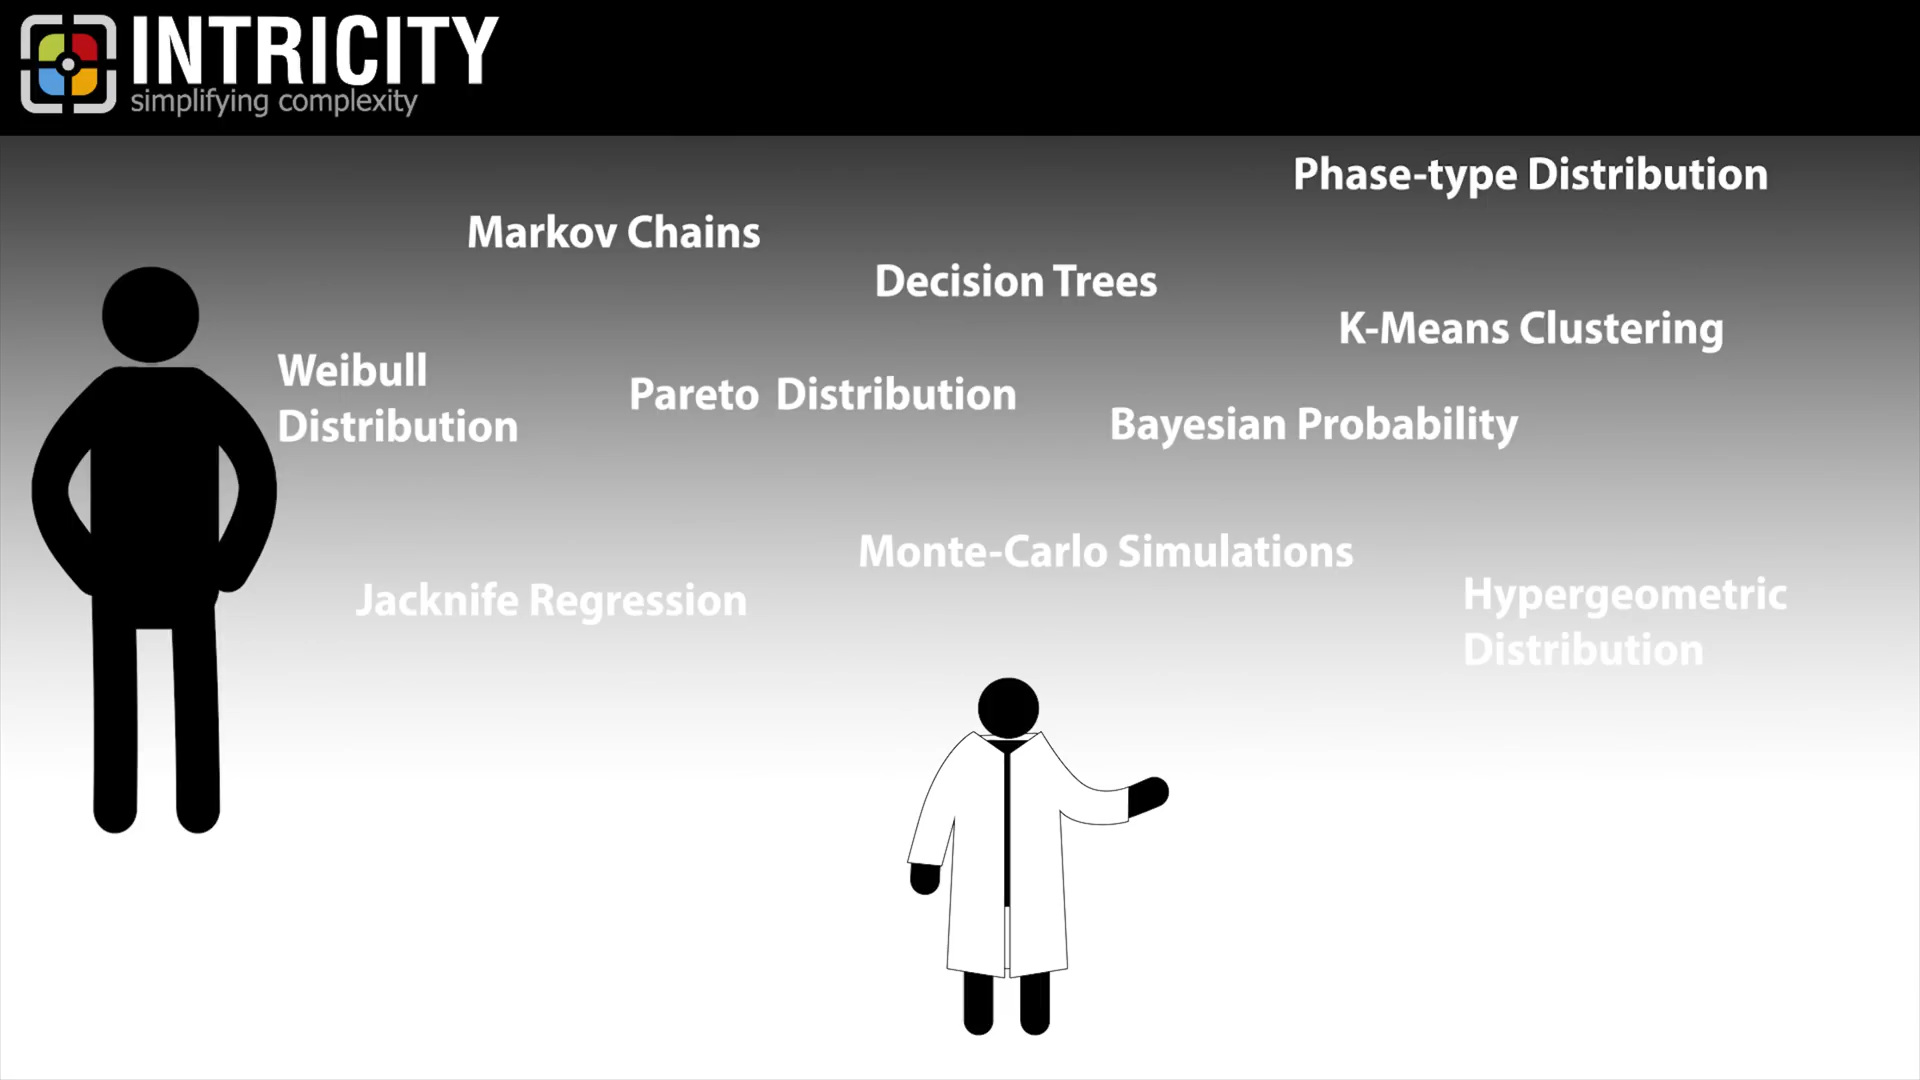 INTRICITY
simplifying complexity
Phase-type Distribution
Markov Chains
Decision Trees
K-Means Clustering
Weibull
Distribution
Pareto Distribution
Bayesian Probability
Monte-Carlo Simulations
Jacknife Regression
Hypergeometric
Distribution